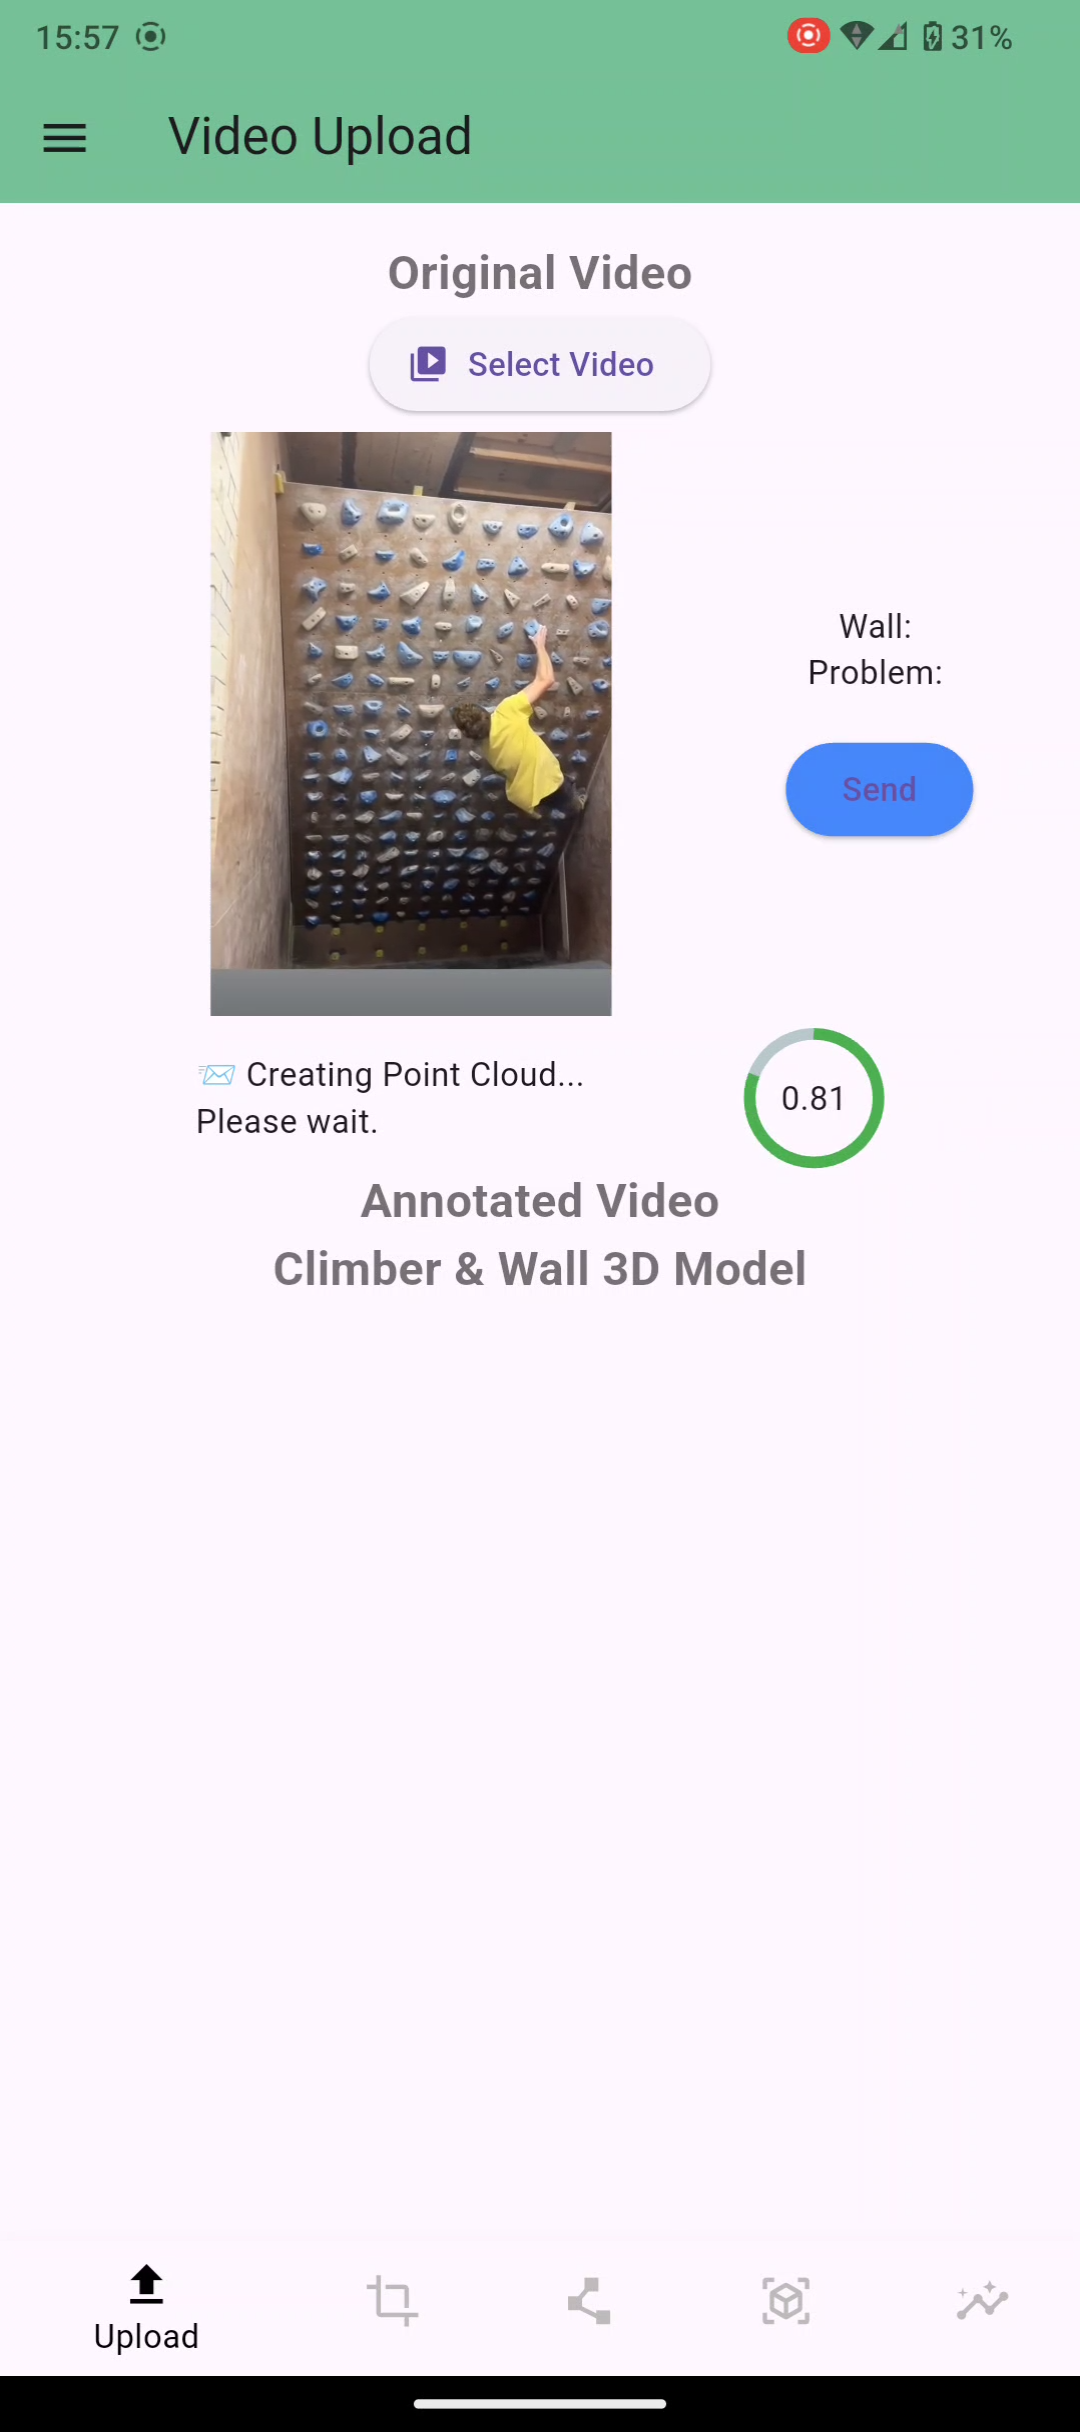 15:57
31%
Video Upload
Original Video
Select Video
Wall:
Problem:
Send
📨 Creating Point Cloud...
Please wait.
0.81
Annotated Video
Climber & Wall 3D Model
Upload